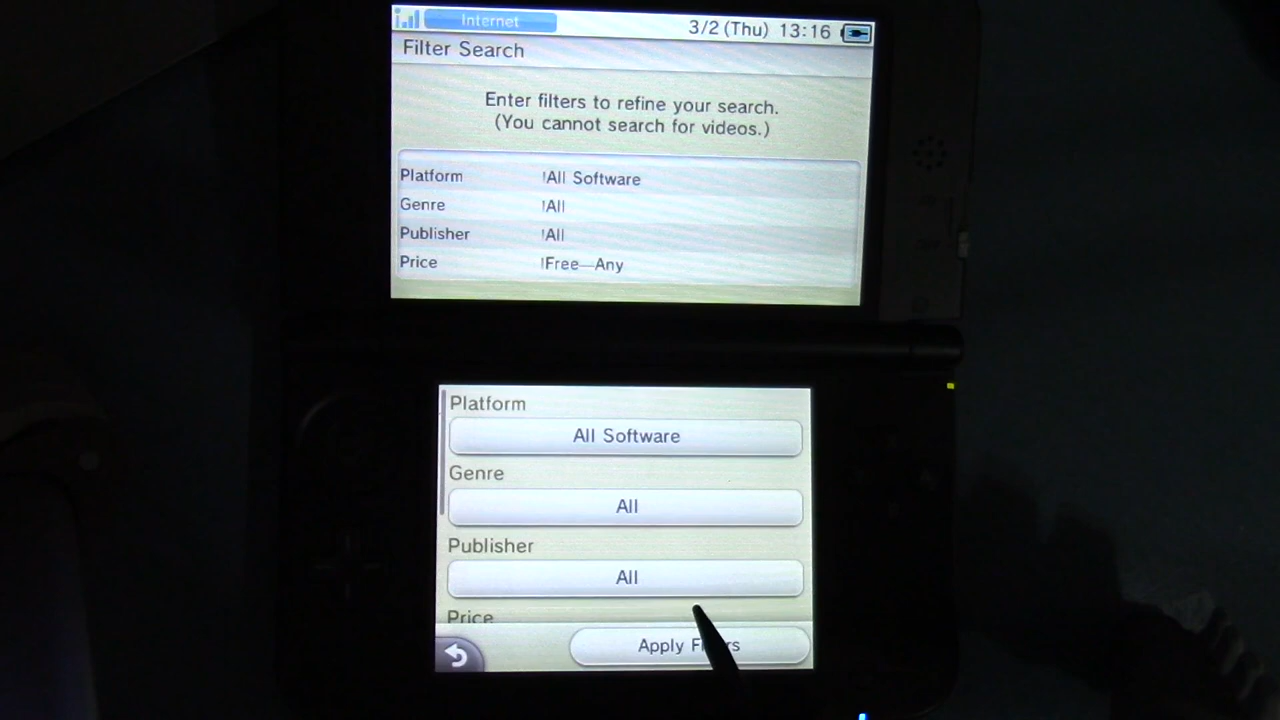 Internet 3/2 (Thu) 13:16
Filter Search
Enter filters to refine your search.
(You cannot search for videos.)
Platform All Software
Genre All
Publisher All
Price Free—Any
Platform
All Software
Genre
All
Publisher
All
Price
Apply